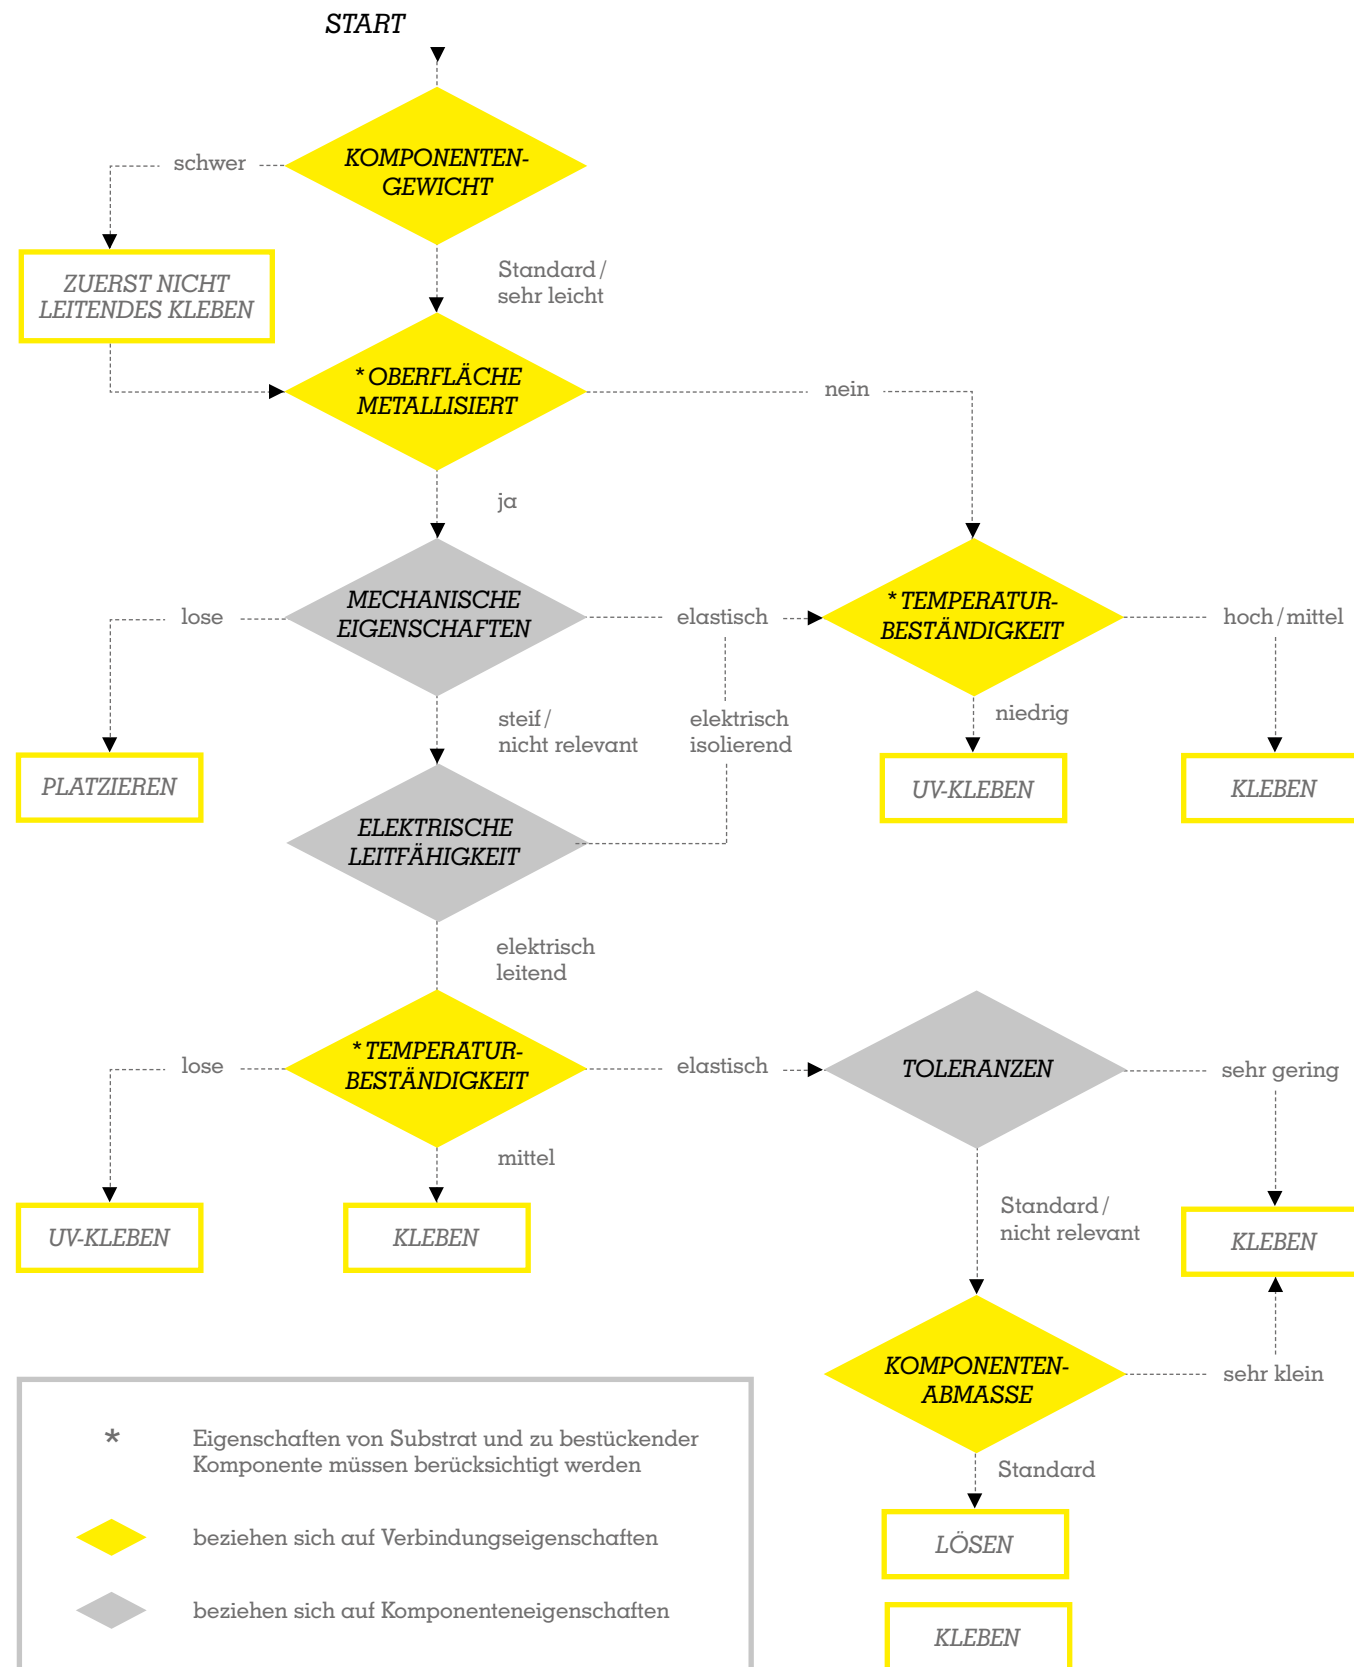 START
KOMPONENTEN-
GEWICHT
schwer
ZUERST NICHT
LEITENDES KLEBEN
Standard/
sehr leicht
*OBERFLÄCHE
METALLISIERT
nein
ja
MECHANISCHE
EIGENSCHAFTEN
lose
elastisch
*TEMPERATUR-
BESTÄNDIGKEIT
hoch/mittel
steif/
nicht relevant
elektrisch
isolierend
niedrig
PLATZIEREN
UV-KLEBEN
KLEBEN
ELEKTRISCHE
LEITFÄHIGKEIT
elektrisch
leitend
*TEMPERATUR-
BESTÄNDIGKEIT
lose
elastisch
TOLERANZEN
sehr gering
mittel
Standard/
nicht relevant
UV-KLEBEN
KLEBEN
KLEBEN
KOMPONENTEN-
ABMASSE
sehr klein
Standard
LÖSEN
KLEBEN
* Eigenschaften von Substrat und zu bestückender
Komponente müssen berücksichtigt werden
beziehen sich auf Verbindungseigenschaften
beziehen sich auf Komponenteneigenschaften